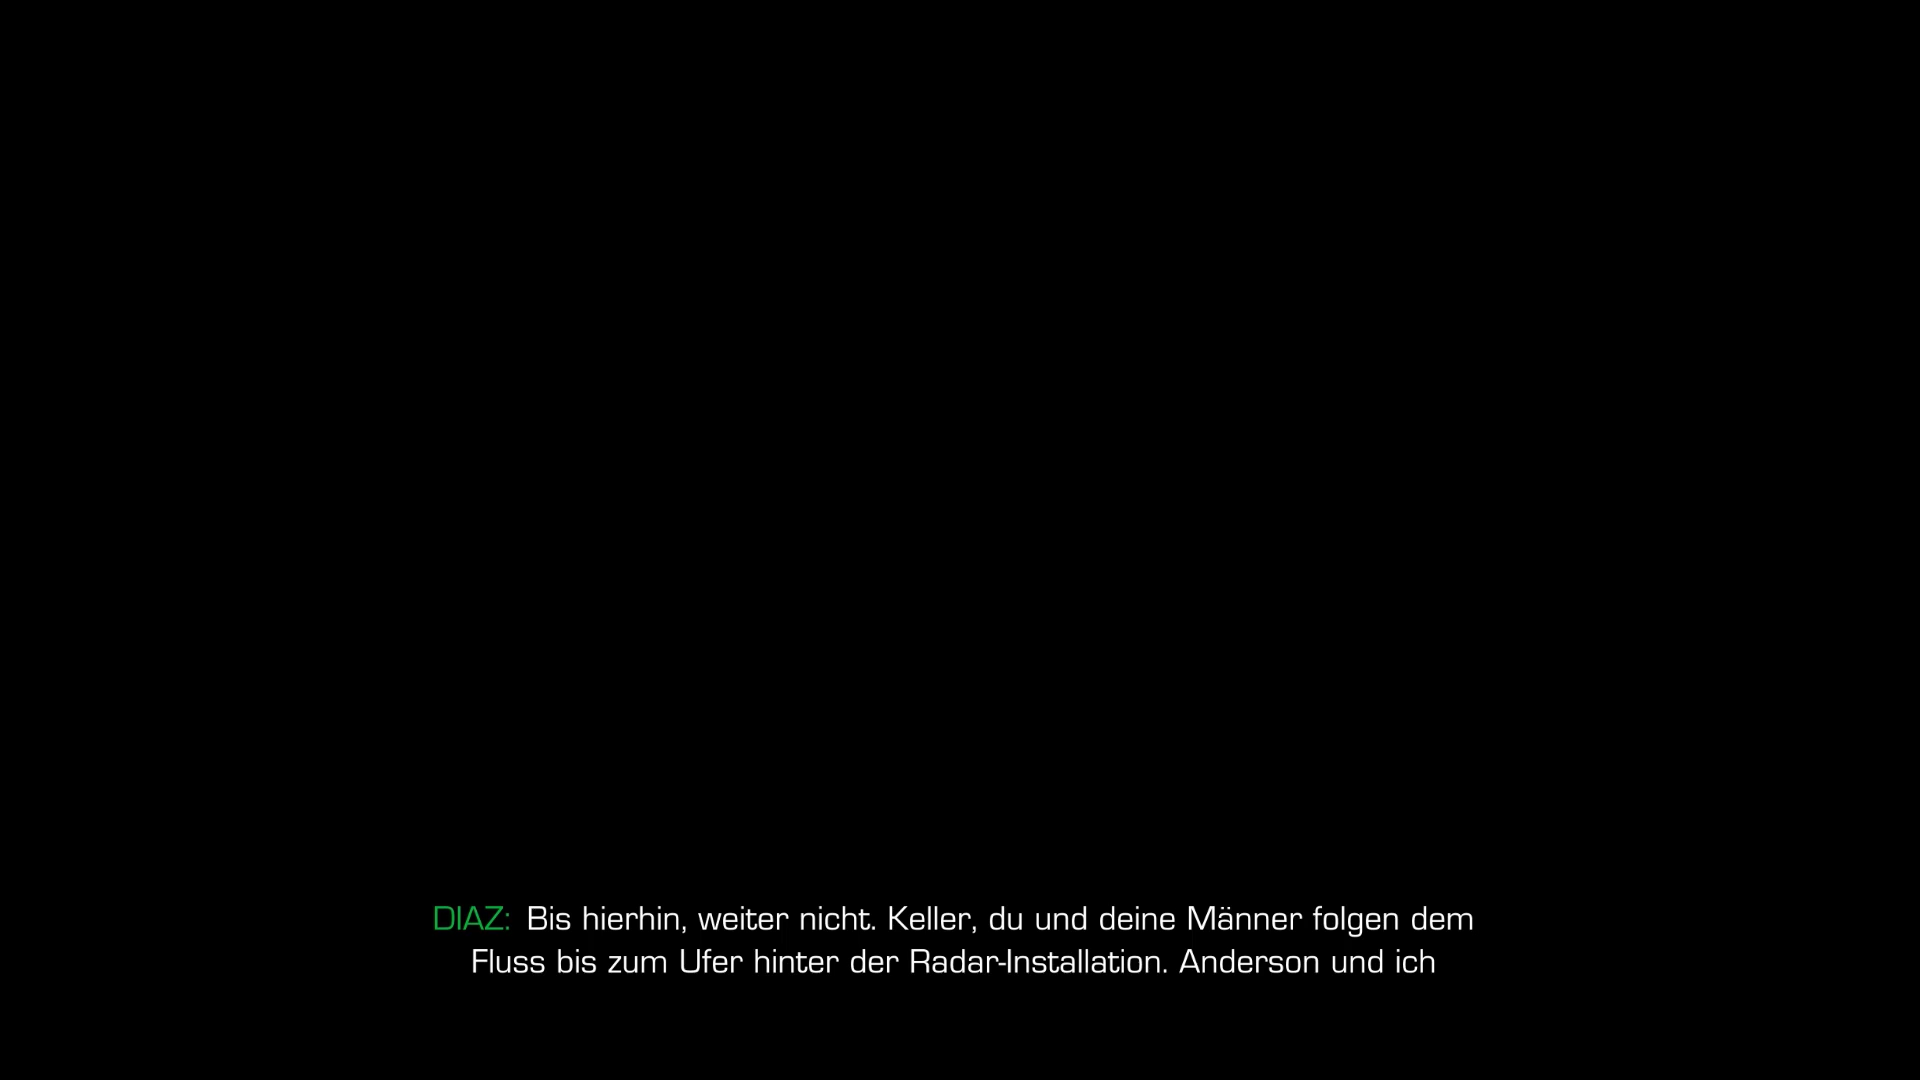 DIAZ: Bis hierhin, weiter nicht. Keller, du und deine Männer folgen dem
Fluss bis zum Ufer hinter der Radar-Installation. Anderson und ich